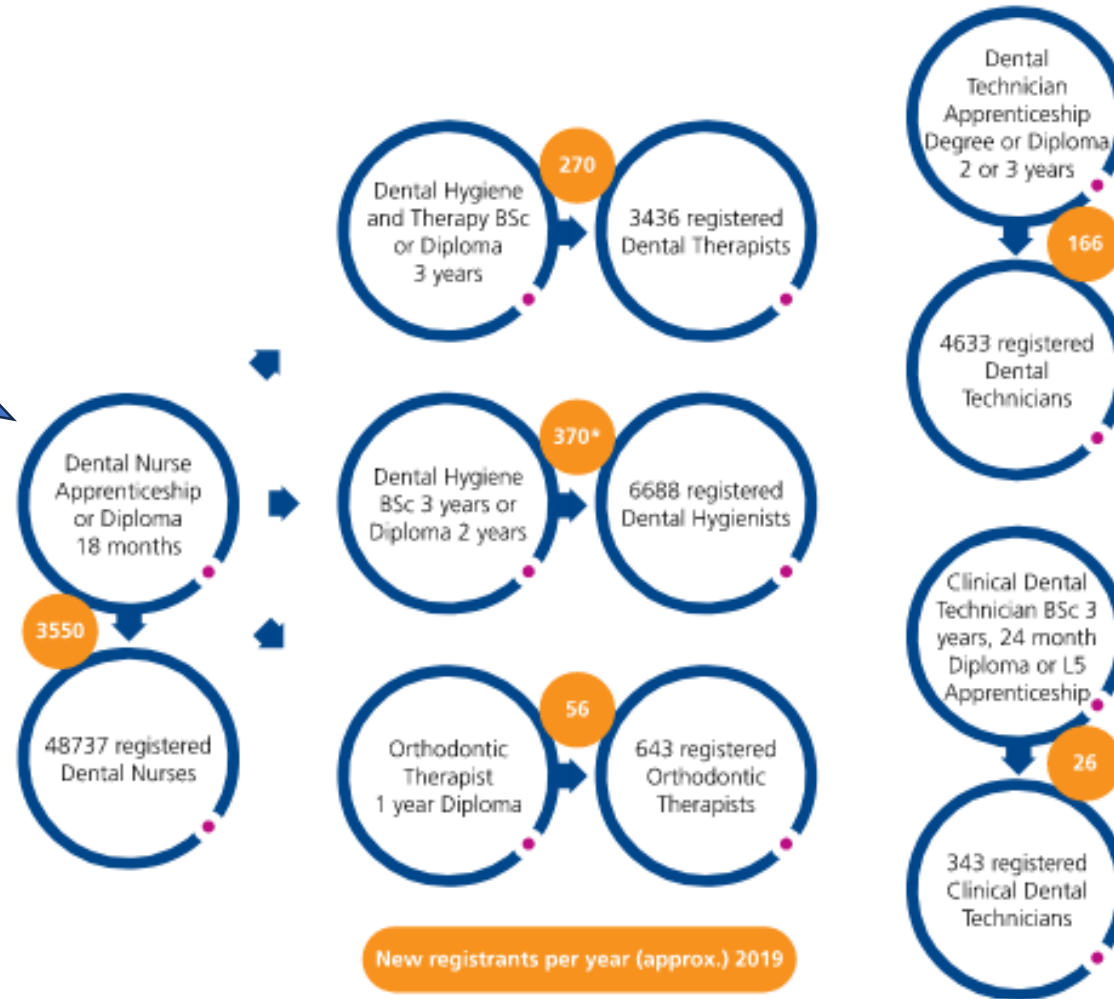 Dental Nurse
Apprenticeship
or Diploma
18 months
3550
48737 registered
Dental Nurses
Dental Hygiene
and Therapy BSc
or Diploma
3 years
270
3436 registered
Dental Therapists
Dental Hygiene
BSc 3 years or
Diploma 2 years
370*
6688 registered
Dental Hygienists
Orthodontic
Therapist
1 year Diploma
56
643 registered
Orthodontic
Therapists
Dental
Technician
Apprenticeship
Degree or Diploma
2 or 3 years
166
4633 registered
Dental
Technicians
Clinical Dental
Technician BSc 3
years, 24 month
Diploma or L5
Apprenticeship
26
343 registered
Clinical Dental
Technicians
New registrants per year (approx.) 2019